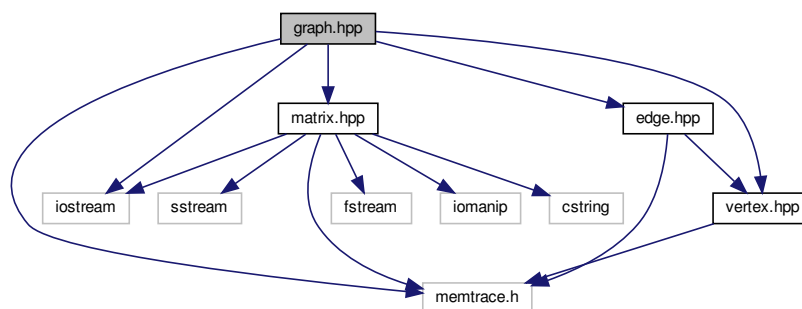 graph.hpp
matrix.hpp
edge.hpp
iostream
sstream
fstream
iomanip
cstring
vertex.hpp
memtrace.h